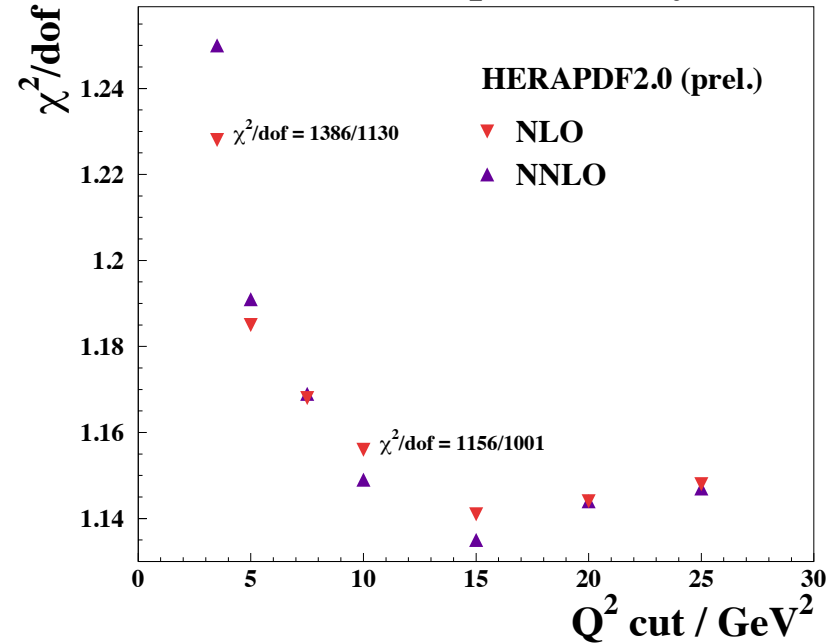 χ²/dof
HERAPDF2.0 (prel.)
NLO
NNLO
χ²/dof = 1386/1130
χ²/dof = 1156/1001
1.24
1.22
1.2
1.18
1.16
1.14
0 5 10 15 20 25 30
Q² cut / GeV²